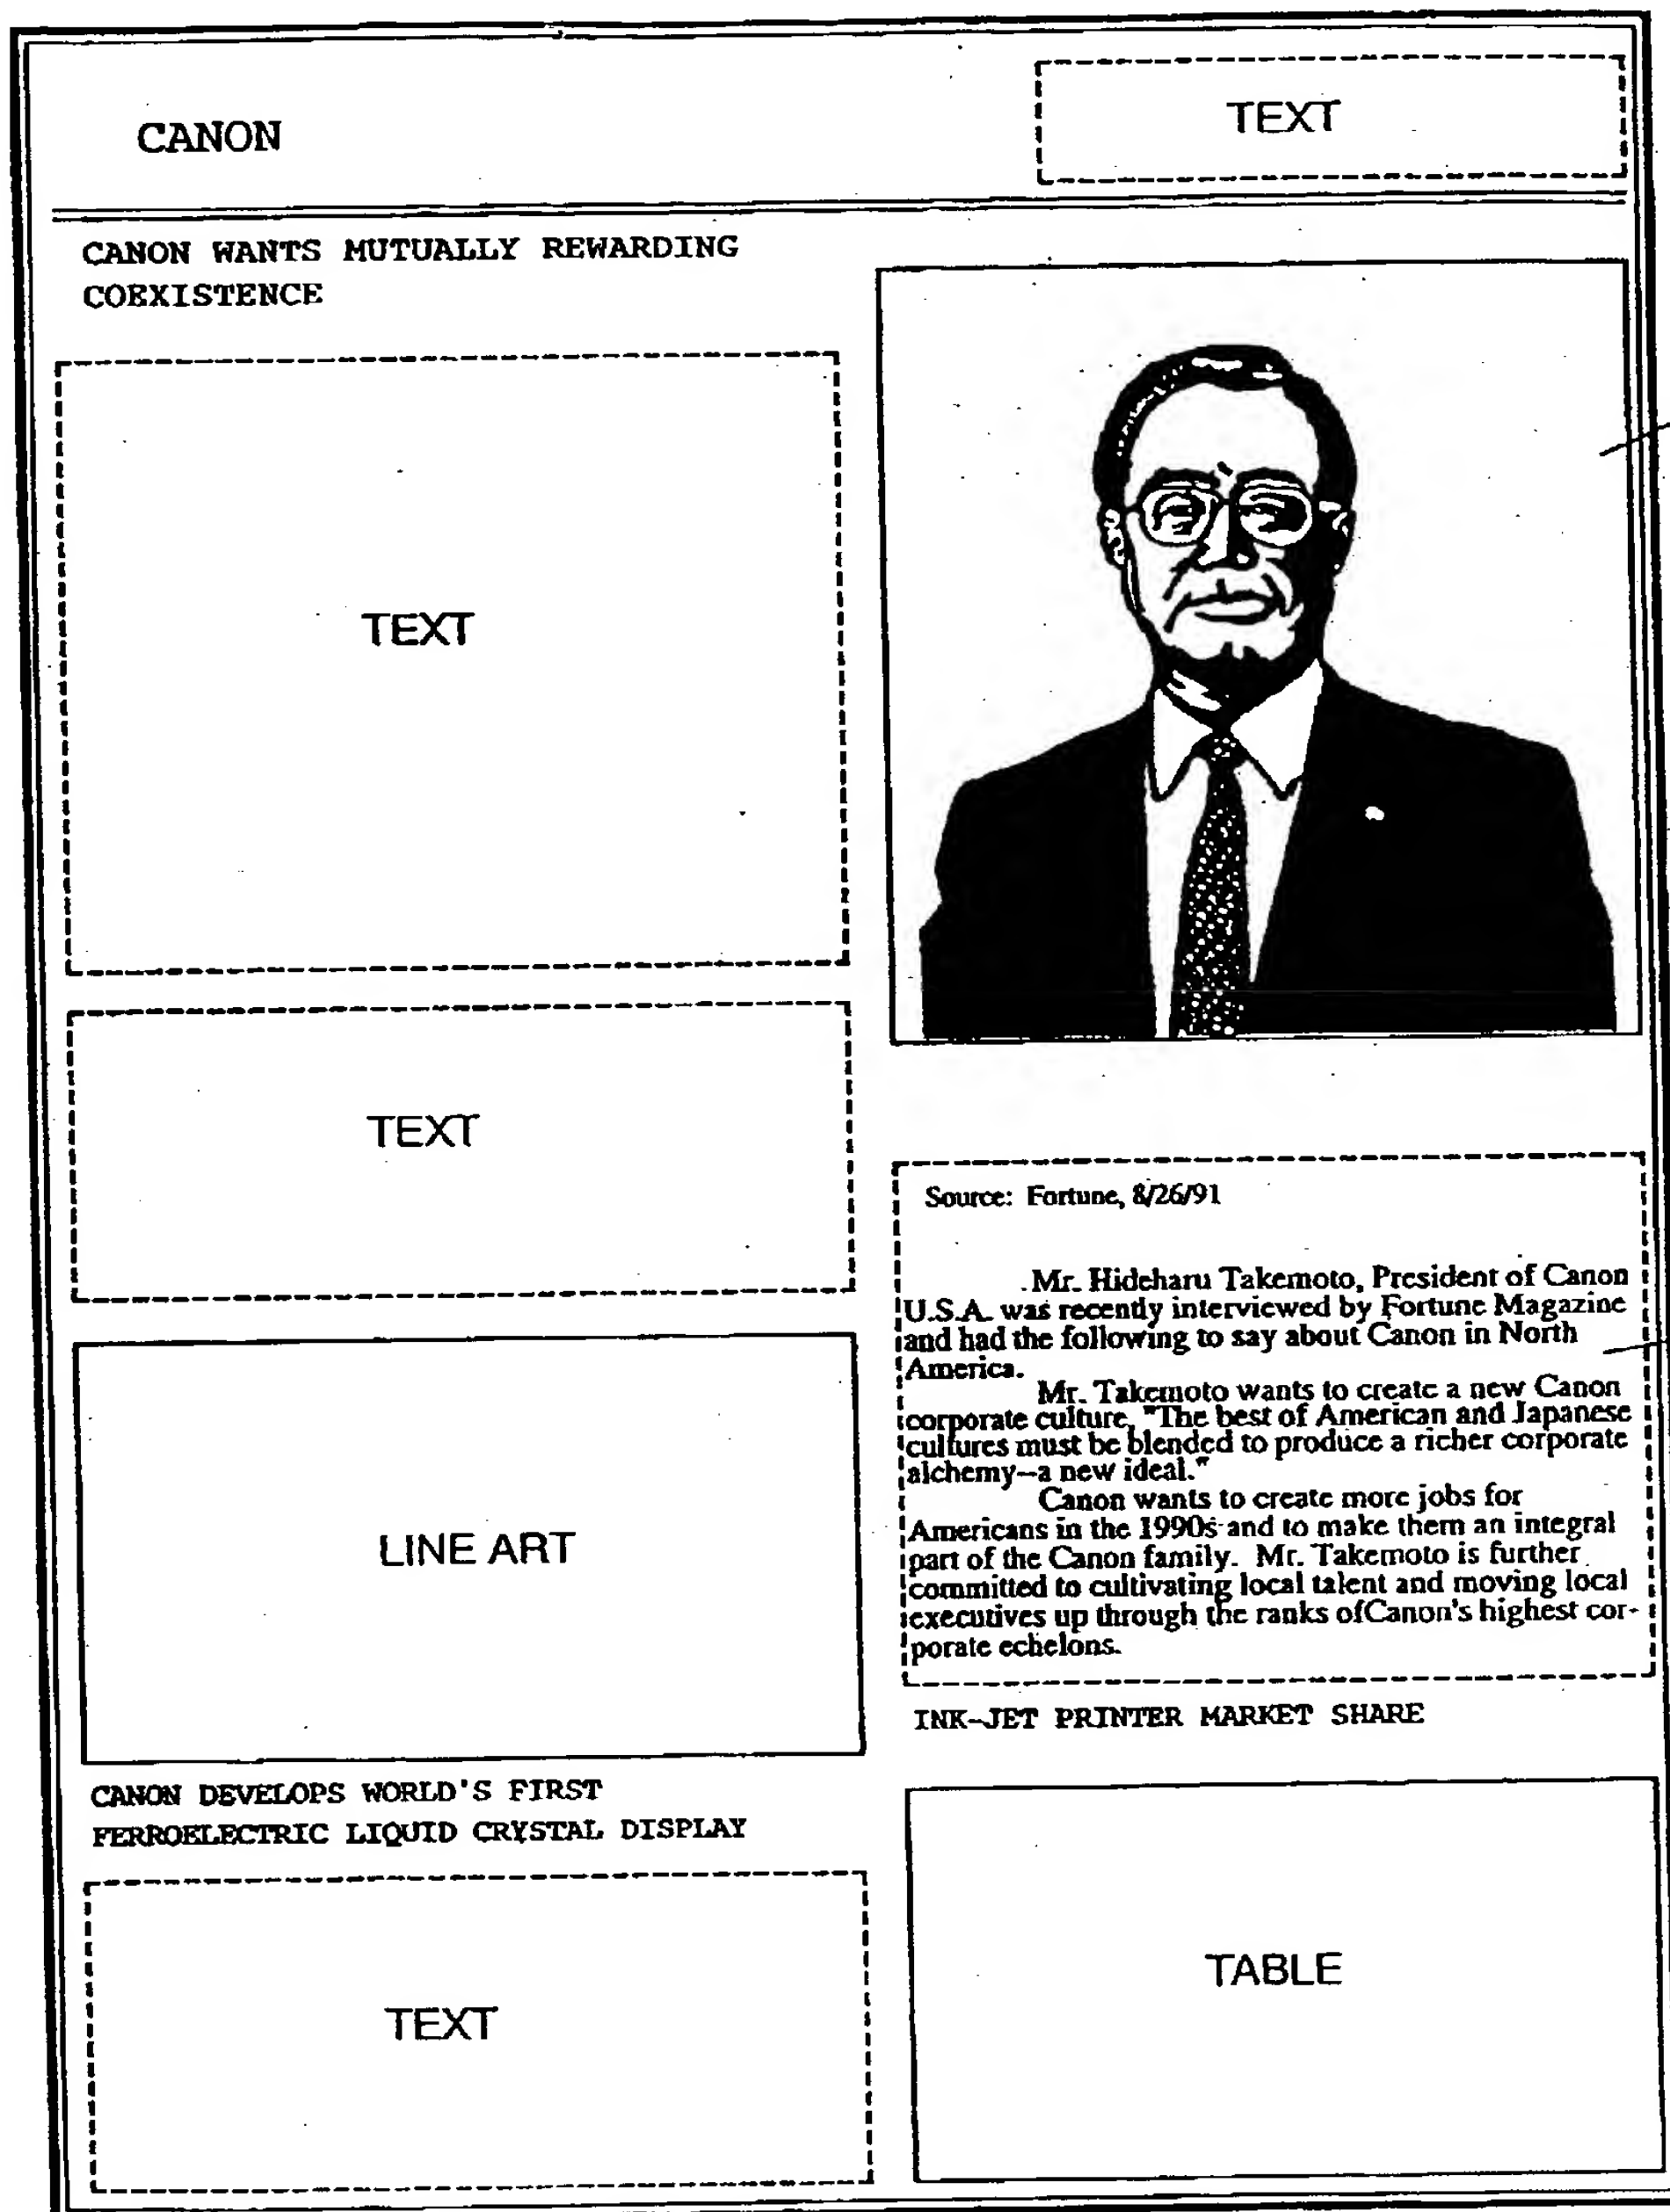 CANON
TEXT
CANON WANTS MUTUALLY REWARDING
COEXISTENCE
TEXT
TEXT
LINE ART
CANON DEVELOPS WORLD'S FIRST
FERROELECTRIC LIQUID CRYSTAL DISPLAY
TEXT
Source: Fortune, 8/26/91
Mr. Hideharu Takemoto, President of Canon
U.S.A. was recently interviewed by Fortune Magazine
and had the following to say about Canon in North
America.
Mr. Takemoto wants to create a new Canon
corporate culture, "The best of American and Japanese
cultures must be blended to produce a richer corporate
alchemy--a new ideal."
Canon wants to create more jobs for
Americans in the 1990s and to make them an integral
part of the Canon family. Mr. Takemoto is further
committed to cultivating local talent and moving local
executives up through the ranks ofCanon's highest cor-
porate echelons.
INK-JET PRINTER MARKET SHARE
TABLE